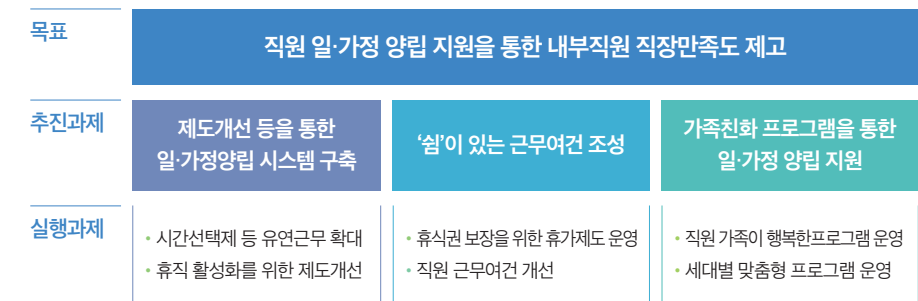 목표
직원 일·가정 양립 지원을 통한 내부직원 직장만족도 제고
추진과제
제도개선 등을 통한
일·가정양립 시스템 구축
‘쉼’이 있는 근무여건 조성
가족친화 프로그램을 통한
일·가정 양립 지원
실행과제
• 시간선택제 등 유연근무 확대
• 휴직 활성화를 위한 제도개선
• 휴식권 보장을 위한 휴가제도 운영
• 직원 근무여건 개선
• 직원 가족이 행복한프로그램 운영
• 세대별 맞춤형 프로그램 운영